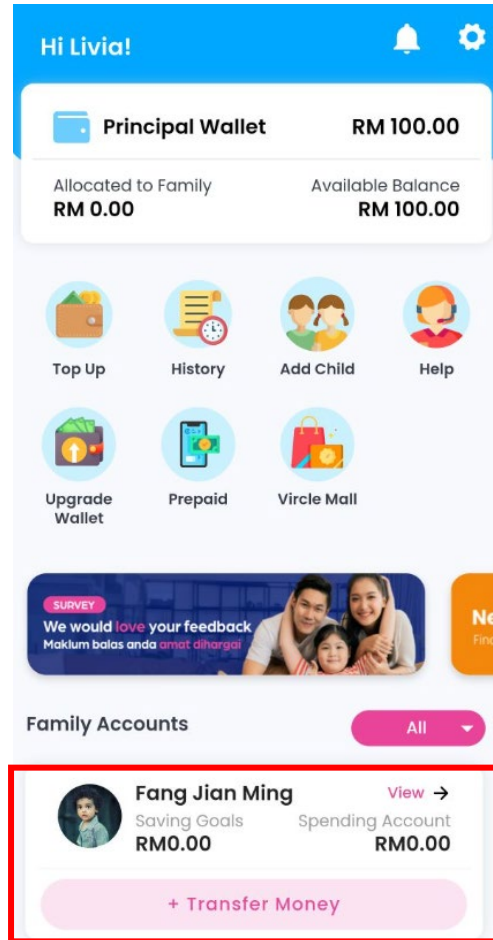 Hi Livia!
Principal Wallet RM 100.00
Allocated to Family Available Balance
RM 0.00 RM 100.00
Top Up History Add Child Help
Upgrade Prepaid Vircle Mall
Wallet
SURVEY
We would love your feedback
Maklum balas anda amat dihargai
Ne
Finc
Family Accounts All
Fang Jian Ming View →
Saving Goals Spending Account
RM0.00 RM0.00
+ Transfer Money